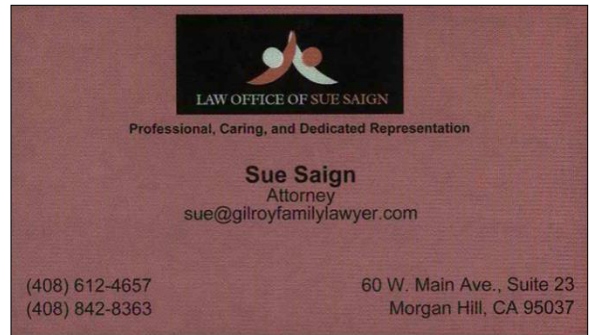 LAW OFFICE OF SUE SAIGN
Professional, Caring, and Dedicated Representation
Sue Saign
Attorney
sue@gilroyfamilylawyer.com
(408) 612-4657
(408) 842-8363
60 W. Main Ave., Suite 23
Morgan Hill, CA 95037